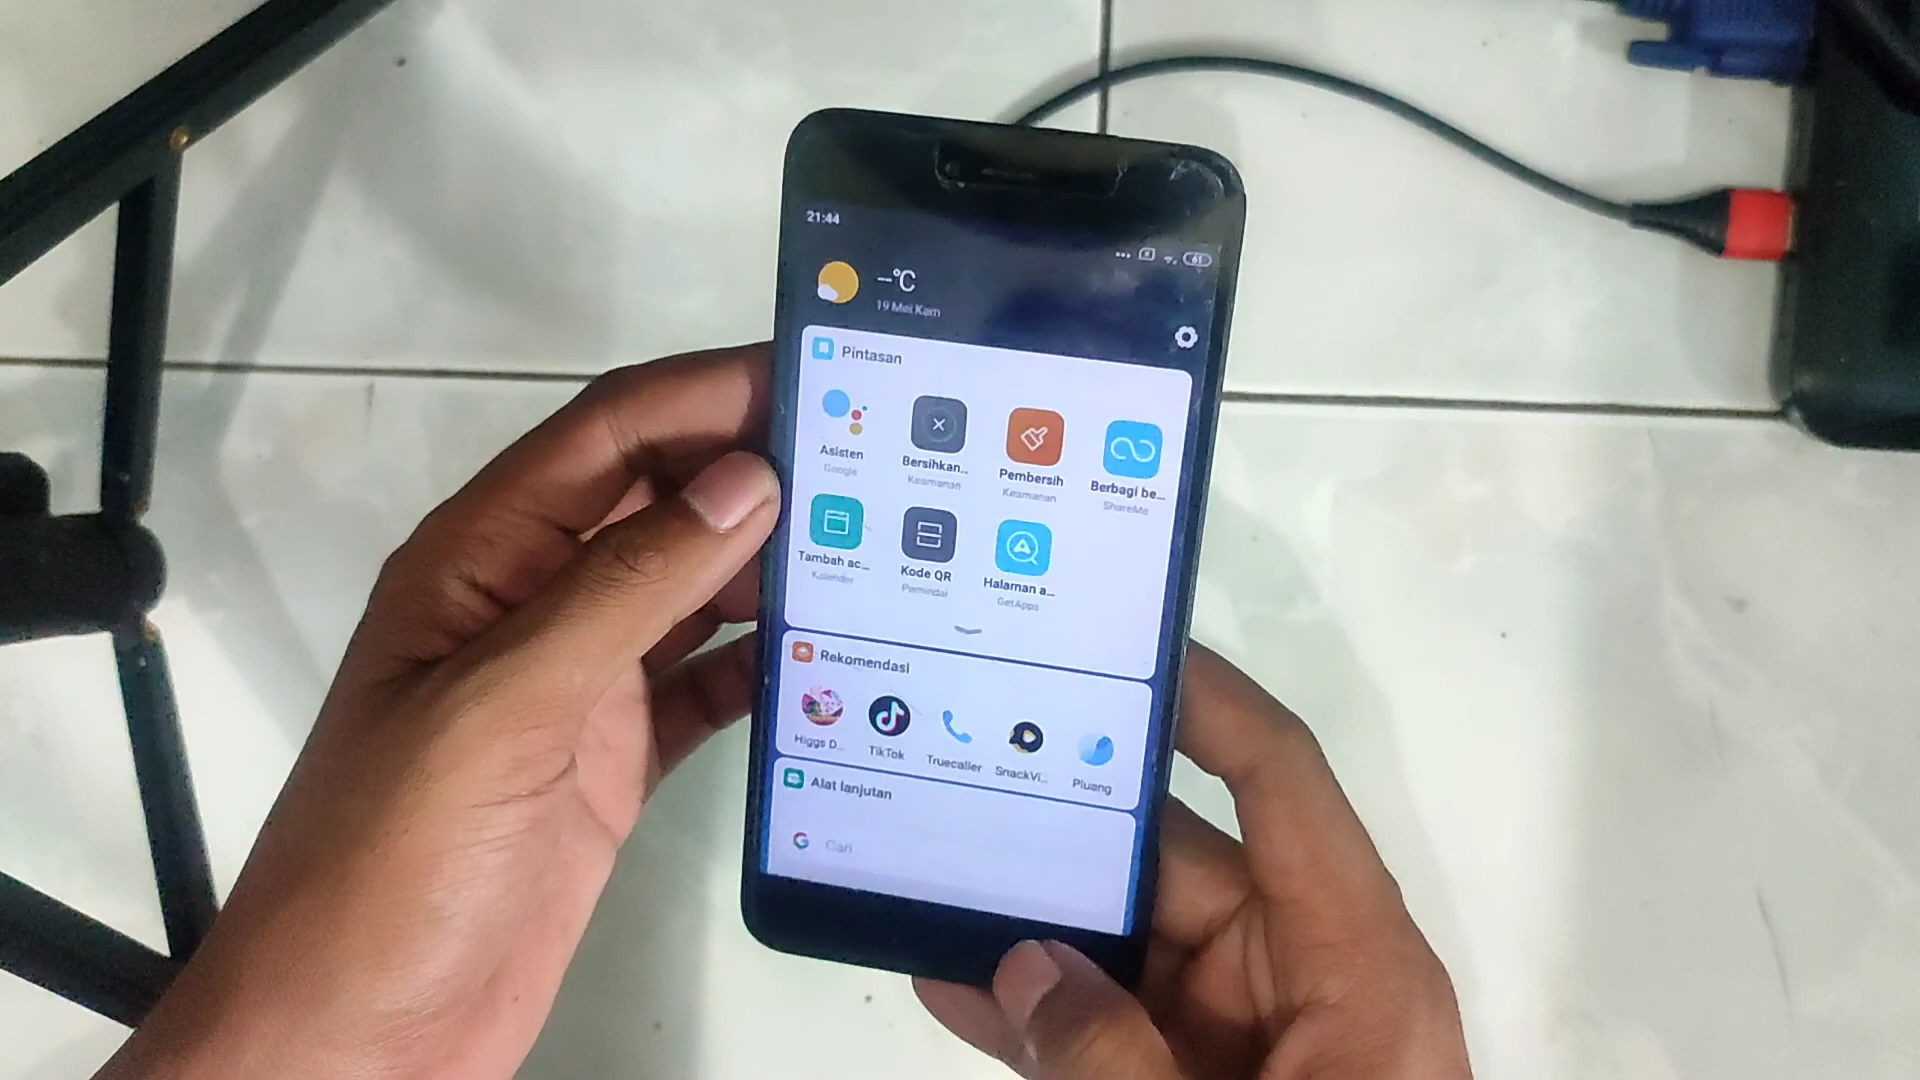 21:44
61
--°C
19 Mei Kam
Pintasan
Asisten
Google
Bersihkan...
Keamanan
Pembersih
Keamanan
Berbagi be...
ShareMe
Tambah ac...
Kalender
Kode QR
Pemindai
Halaman a...
GetApps
Rekomendasi
Higgs D...
TikTok
Truecaller
SnackVi...
Pluang
Alat lanjutan
Cari